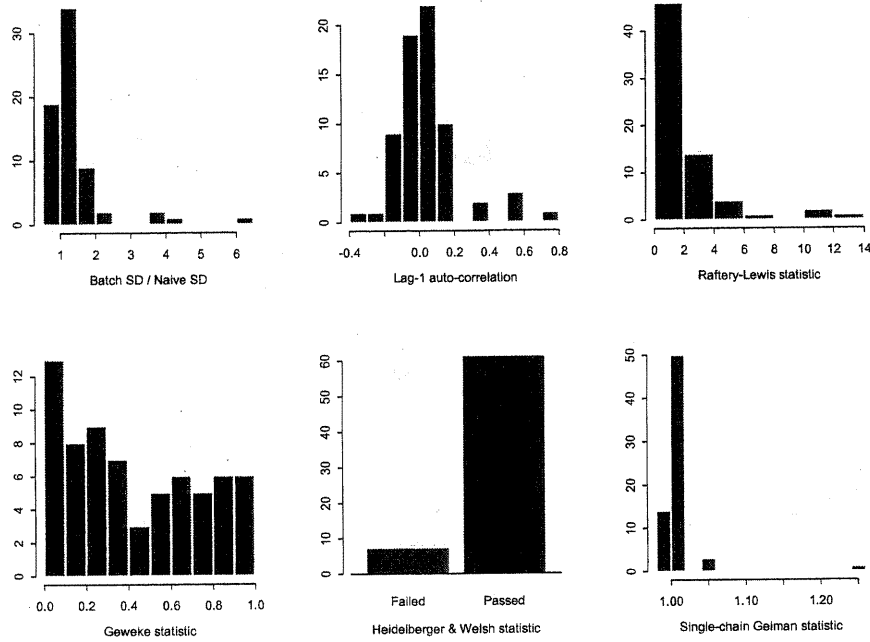 30
20
10
0
1 2 3 4 5 6
Batch SD / Naive SD
20
15
10
5
0
-0.4 0.0 0.2 0.4 0.6 0.8
Lag-1 auto-correlation
40
30
20
10
0
0 2 4 6 8 10 12 14
Raftery-Lewis statistic
12
10
8
6
4
2
0
0.0 0.2 0.4 0.6 0.8 1.0
Geweke statistic
60
50
40
30
20
10
0
Failed Passed
Heidelberger & Welsh statistic
50
40
30
20
10
0
1.00 1.10 1.20
Single-chain Gelman statistic